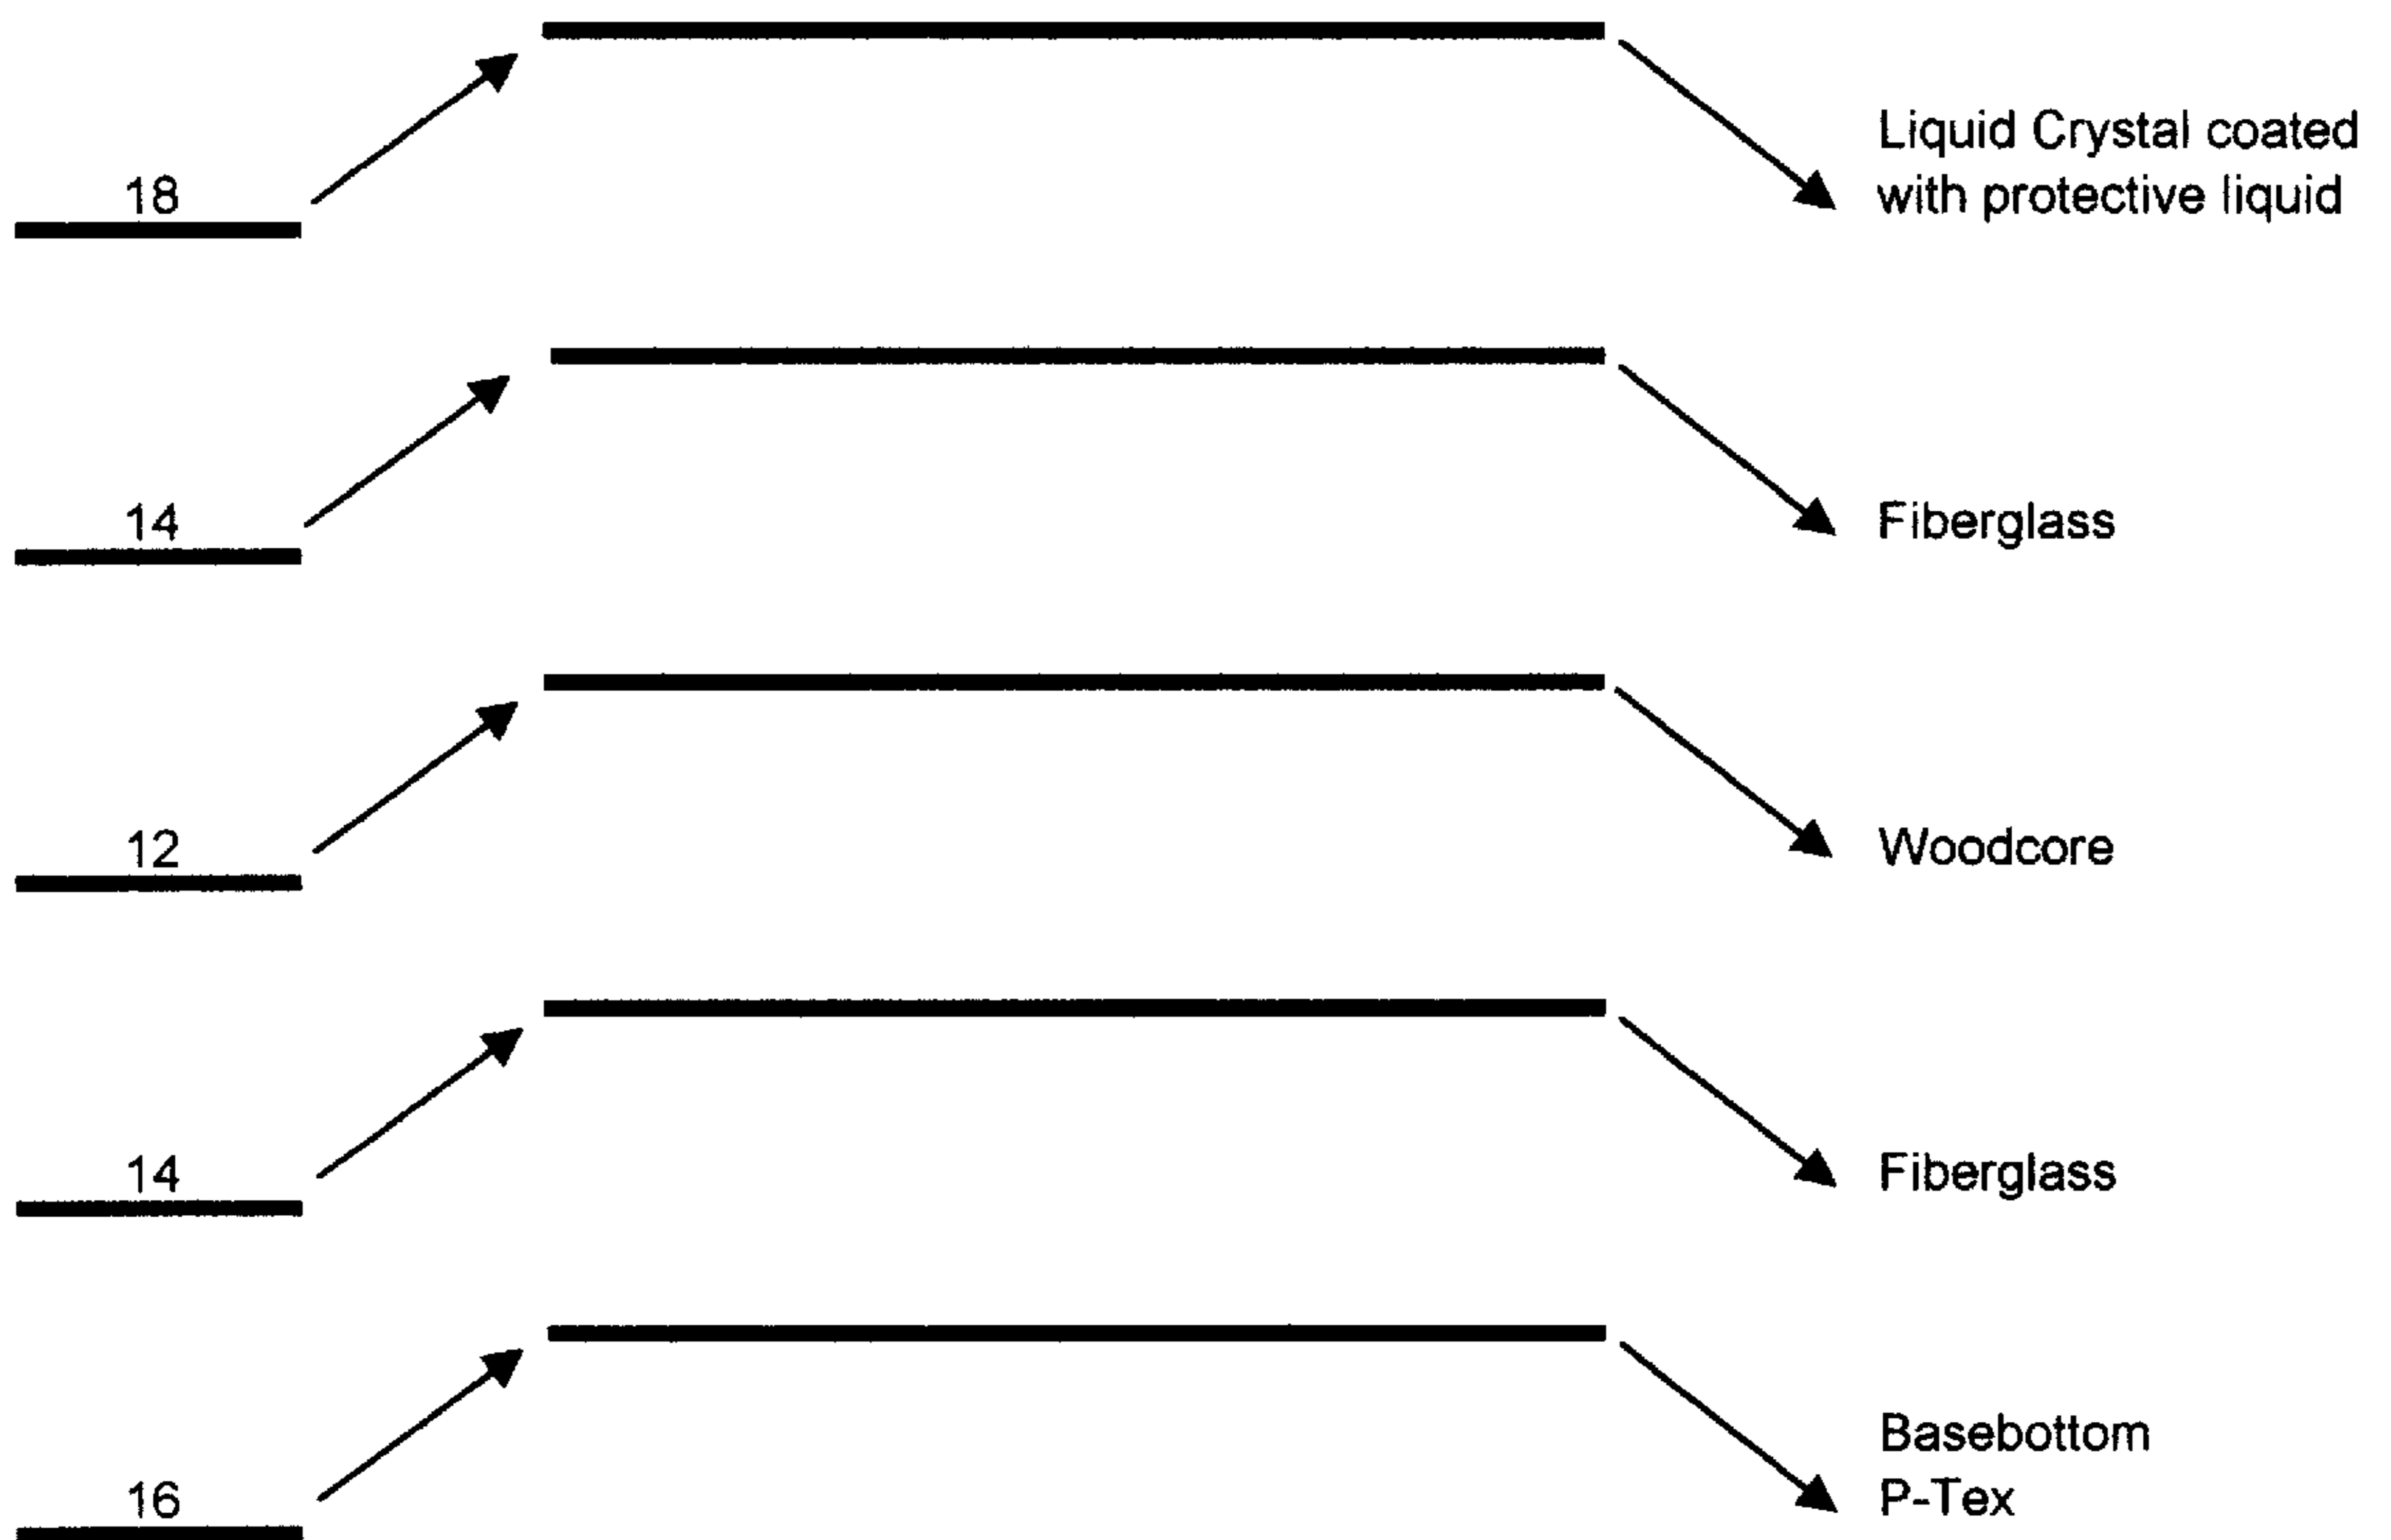 18
Liquid Crystal coated
with protective liquid
14
Fiberglass
12
Woodcore
14
Fiberglass
16
Basebottom
P-Tex